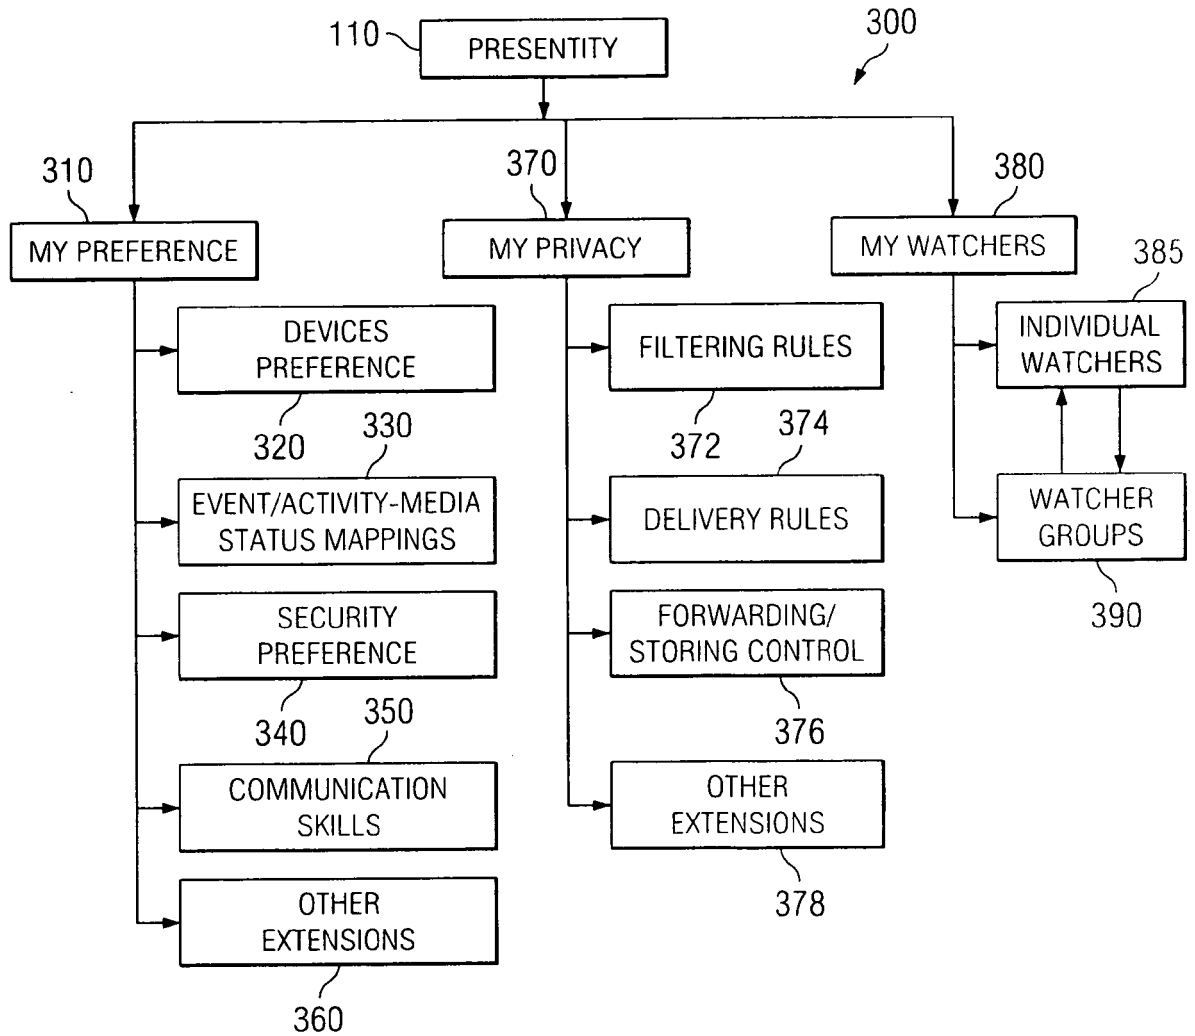 110
PRESENTITY
300
310
MY PREFERENCE
370
MY PRIVACY
380
MY WATCHERS
DEVICES
PREFERENCE
320
330
EVENT/ACTIVITY-MEDIA
STATUS MAPPINGS
SECURITY
PREFERENCE
340
350
COMMUNICATION
SKILLS
OTHER
EXTENSIONS
360
FILTERING RULES
372
374
DELIVERY RULES
FORWARDING/
STORING CONTROL
376
OTHER
EXTENSIONS
378
385
INDIVIDUAL
WATCHERS
WATCHER
GROUPS
390